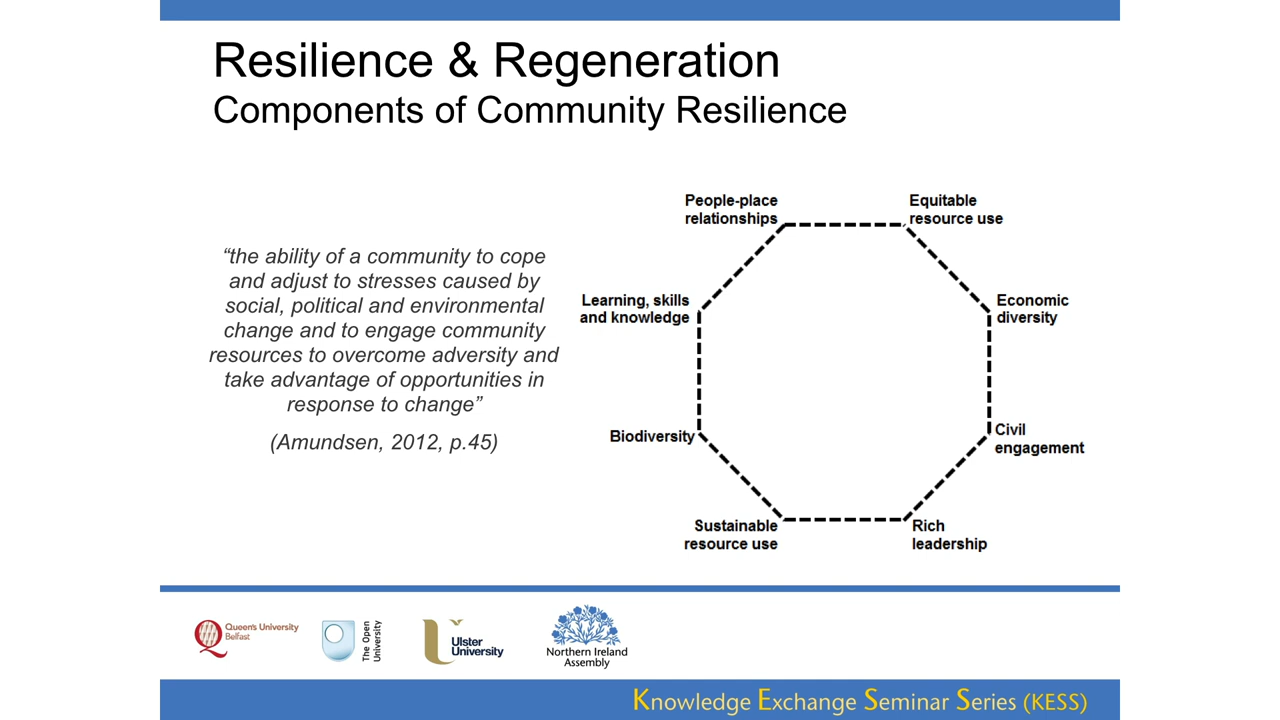 Resilience & Regeneration
Components of Community Resilience
“the ability of a community to cope
and adjust to stresses caused by
social, political and environmental
change and to engage community
resources to overcome adversity and
take advantage of opportunities in
response to change”
(Amundsen, 2012, p.45)
People-place
relationships
Equitable
resource use
Learning, skills
and knowledge
Economic
diversity
Biodiversity
Civil
engagement
Sustainable
resource use
Rich
leadership
Queen's University
Belfast
The Open
University
Ulster
University
Northern Ireland
Assembly
Knowledge Exchange Seminar Series (KESS)